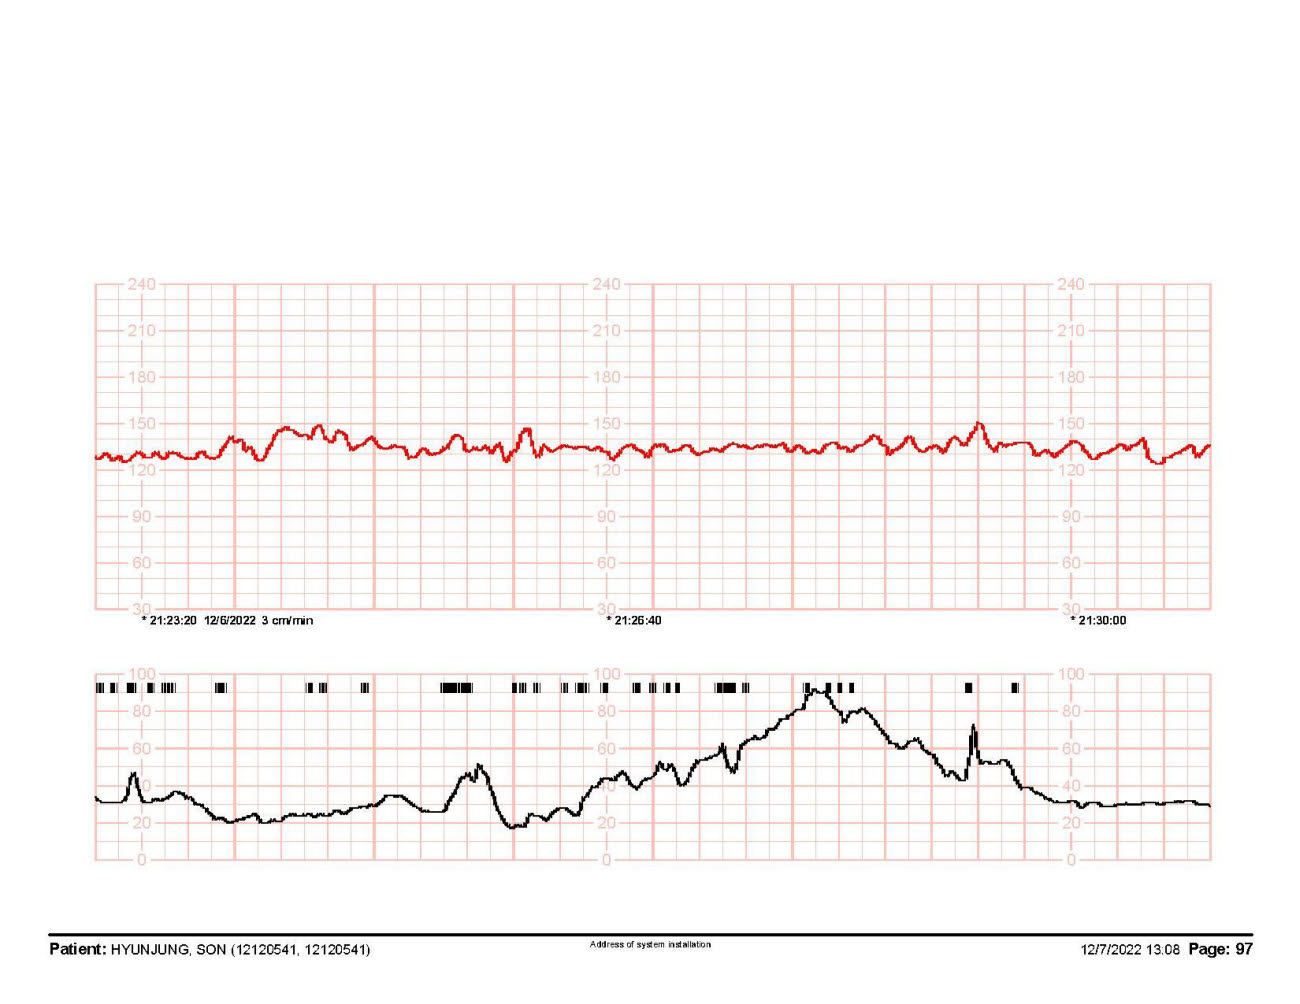 240 240 240
210 210 210
180 180 180
150 150 150
120 120 120
90 90 90
60 60 60
30 30 30
* 21:23:20 12/6/2022 3 cm/min * 21:26:40 * 21:30:00
100 100 100
80 80 80
60 60 60
40 40 40
20 20 20
0 0 0
Patient: HYUNJUNG, SON (12120541, 12120541) Address of system installation 12/7/2022 13:08 Page: 97